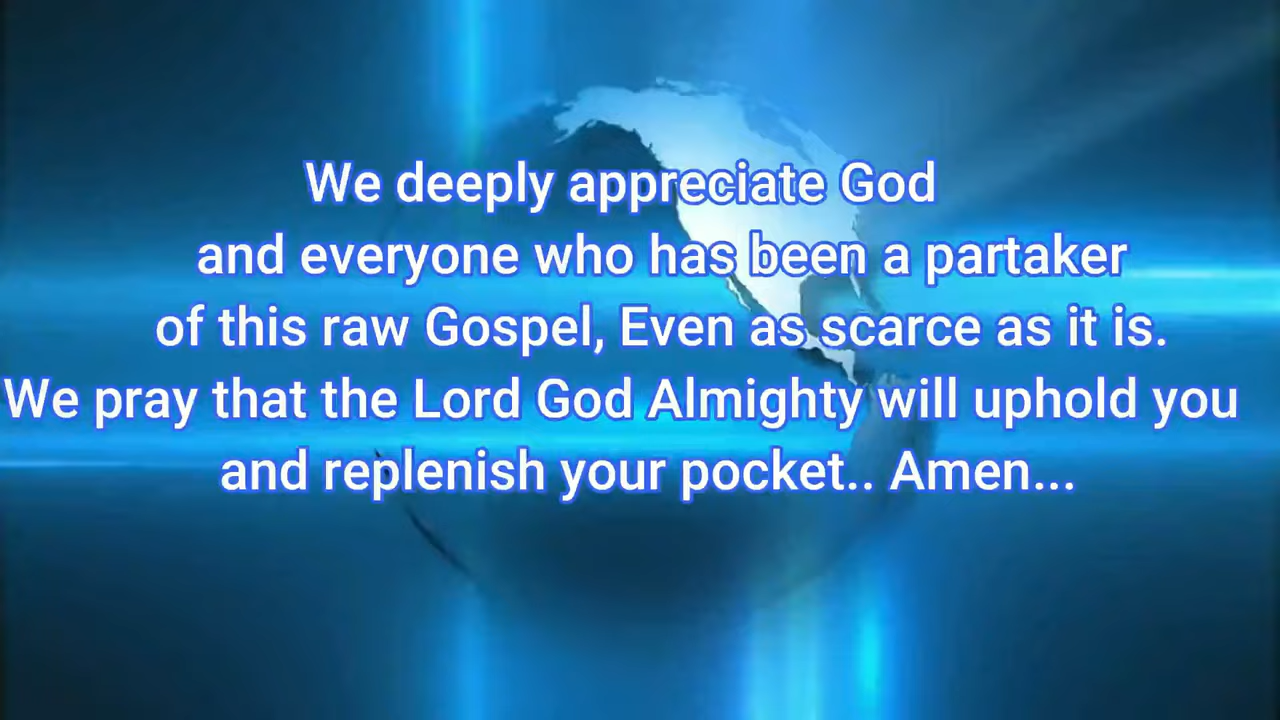 We deeply appreciate God
and everyone who has been a partaker
of this raw Gospel, Even as scarce as it is.
We pray that the Lord God Almighty will uphold you
and replenish your pocket.. Amen...